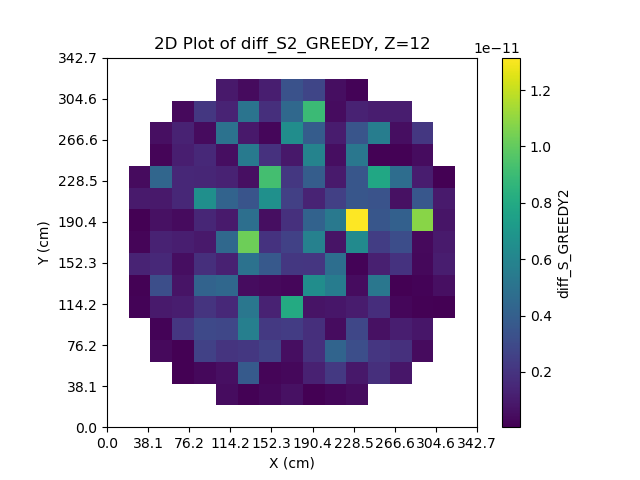 2D Plot of diff_S2_GREEDY, Z=12
1e−11
342.7
304.6
266.6
228.5
190.4
152.3
114.2
76.2
38.1
0.0
Y (cm)
0.0 38.1 76.2 114.2 152.3 190.4 228.5 266.6 304.6 342.7
X (cm)
1.2
1.0
0.8
0.6
0.4
0.2
diff_S_GREEDY2